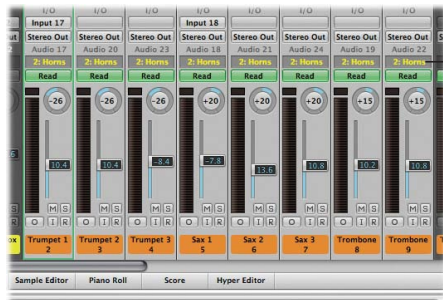 I/O I/O I/O I/O I/O I/O I/O I/O
Input 17 Input 18
Stereo Out Stereo Out Stereo Out Stereo Out Stereo Out Stereo Out Stereo Out Stereo Out
Audio 17 Audio 20 Audio 23 Audio 18 Audio 21 Audio 24 Audio 19 Audio 22
2: Horns 2: Horns 2: Horns 2: Horns 2: Horns 2: Horns 2: Horns 2: Horns
Read Read Read Read Read Read Read Read
-26 -26 -26 +20 +20 +20 +15 +15
10.4 10.4 -8.4 -7.8 13.6 10.8 10.2 10.8
M S M S M S M S M S M S M S M S
O I R O I R O I R O I R O I R O I R O I R O I R
Trumpet 1 Trumpet 2 Trumpet 3 Sax 1 Sax 2 Sax 3 Trombone Trombone
2 3 4 5 6 7 8 9
Sample Editor Piano Roll Score Hyper Editor